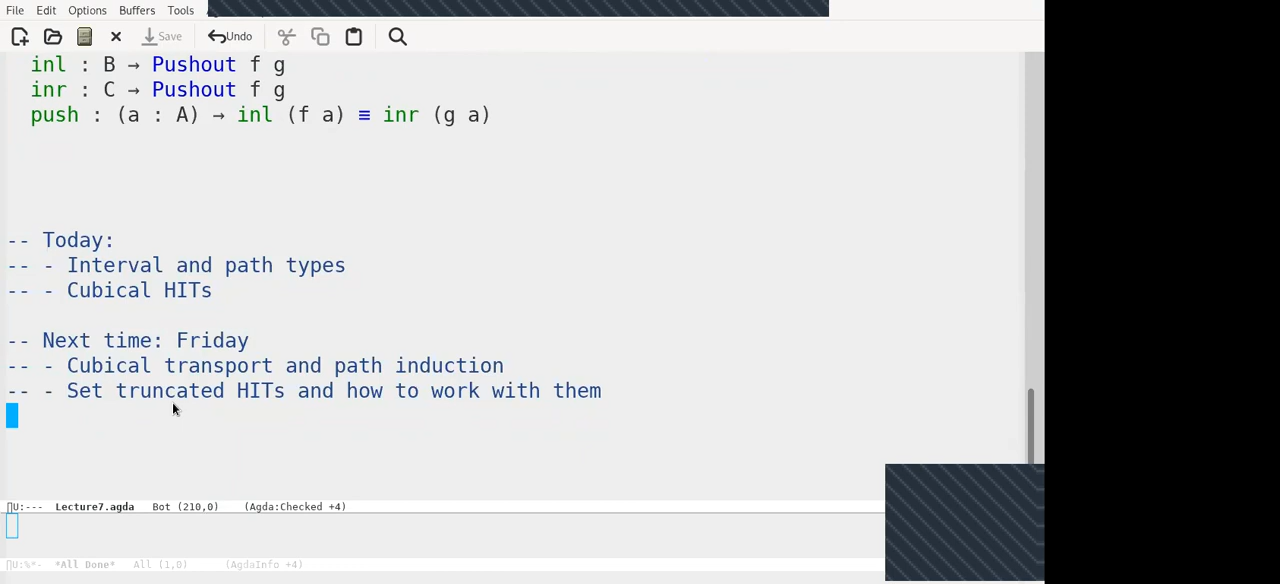 File Edit Options Buffers Tools
Save Undo
inl : B → Pushout f g
inr : C → Pushout f g
push : (a : A) → inl (f a) ≡ inr (g a)
-- Today:
-- - Interval and path types
-- - Cubical HITs
-- Next time: Friday
-- - Cubical transport and path induction
-- - Set truncated HITs and how to work with them
U:--- Lecture7.agda Bot (210,0) (Agda:Checked +4)
U:%*- *All Done* All (1,0) (AgdaInfo +4)